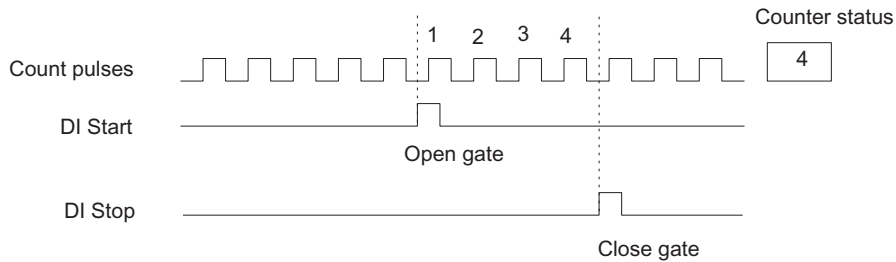 Counter status
1 2 3 4
4
Count pulses
DI Start
Open gate
DI Stop
Close gate